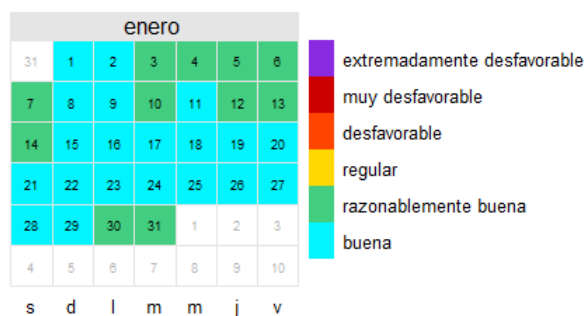 enero
31 1 2 3 4 5 6
7 8 9 10 11 12 13
14 15 16 17 18 19 20
21 22 23 24 25 26 27
28 29 30 31 1 2 3
4 5 6 7 8 9 10
s d l m m j v
extremadamente desfavorable
muy desfavorable
desfavorable
regular
razonablemente buena
buena